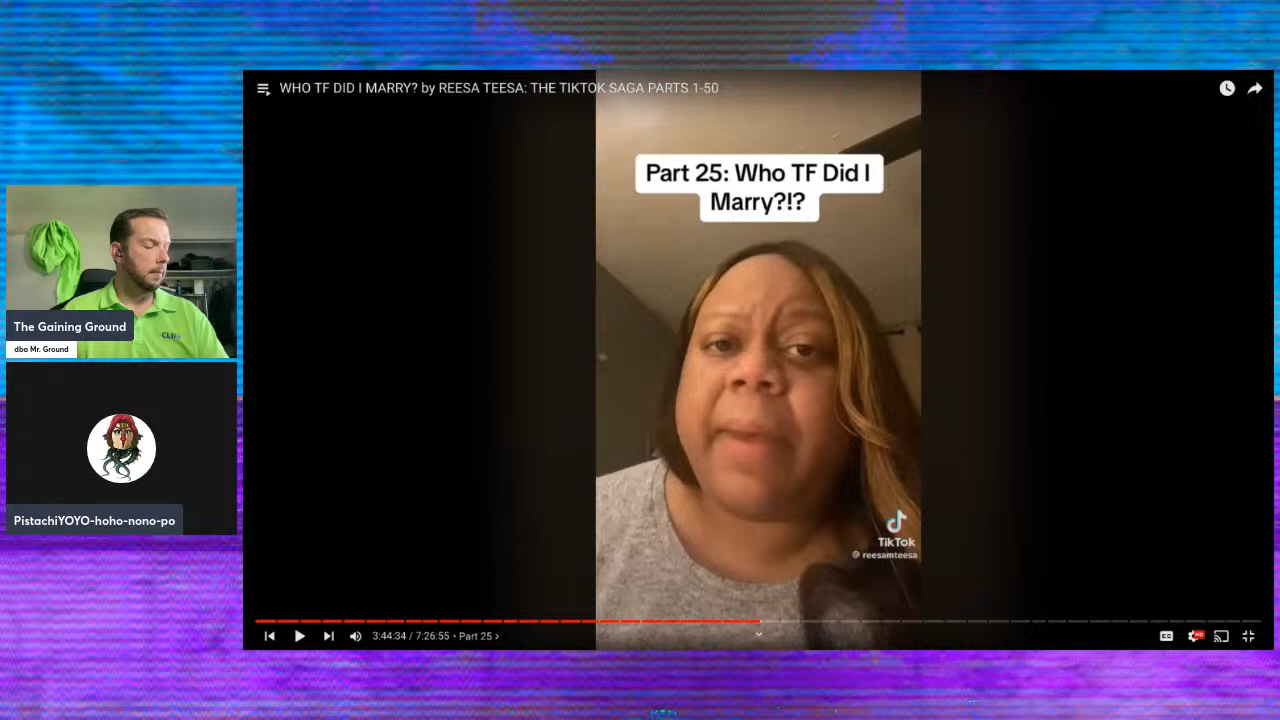 WHO TF DID I MARRY? by REESA TEESA: THE TIKTOK SAGA PARTS 1-50
Part 25: Who TF Did I
Marry?!?
The Gaining Ground
dba Mr. Ground
PistachiYOYO-hoho-nono-po
TikTok
@ reesamteesa
3:44:34 / 7:26:55 • Part 25 ›
CC
HD